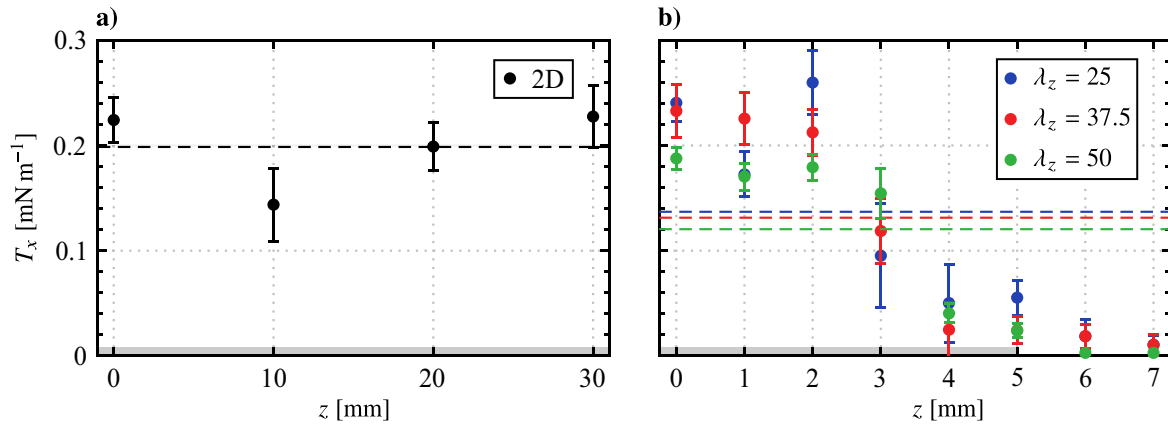 a)
b)
0.3
0.2
0.1
0
T_x [mN m⁻¹]
2D
λ_z = 25
λ_z = 37.5
λ_z = 50
0 10 20 30
0 1 2 3 4 5 6 7
z [mm]
z [mm]